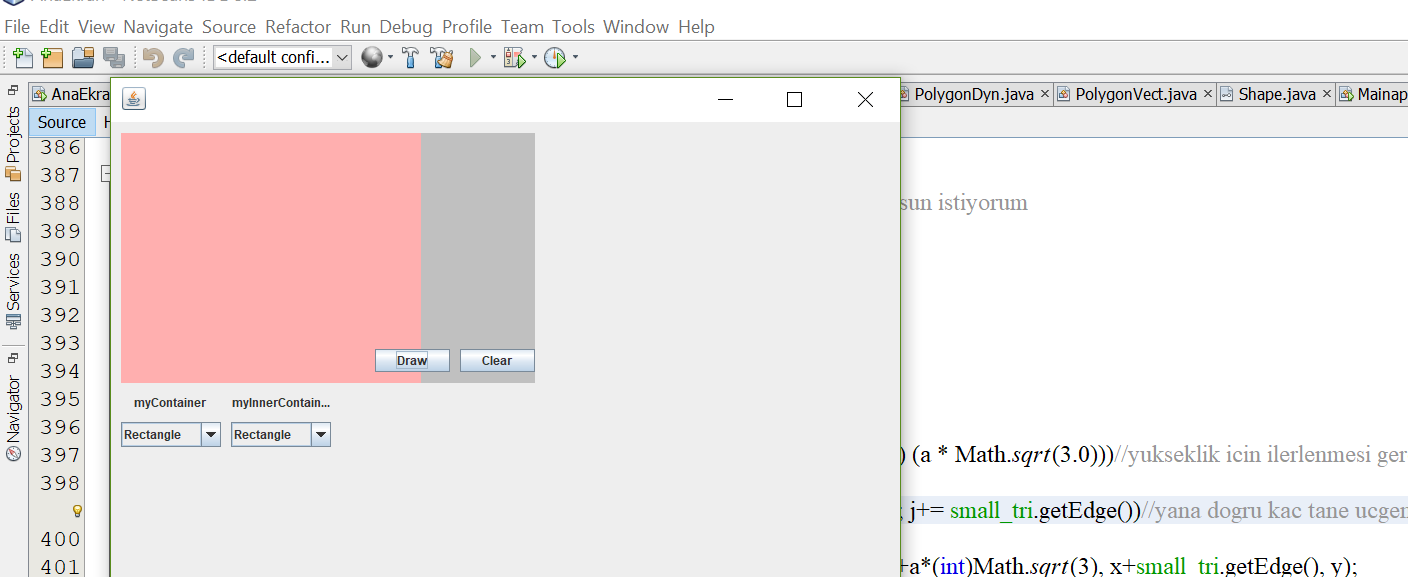 File Edit View Navigate Source Refactor Run Debug Profile Team Tools Window Help
<default confi...
AnaEkra
PolygonDyn.java × PolygonVect.java × Shape.java × Mainap
Source
Projects
Files
Services
Navigator
386
387
388
sun istiyorum
389
390
391
392
393
394
395
396
397
) (a * Math.sqrt(3.0)))//yukseklik icin ilerlenmesi ger
398
; j+= small_tri.getEdge())//yana dogru kac tane ucgen
400
401
+a*(int)Math.sqrt(3), x+small_tri.getEdge(), y);
Draw Clear
myContainer myInnerContain...
Rectangle Rectangle